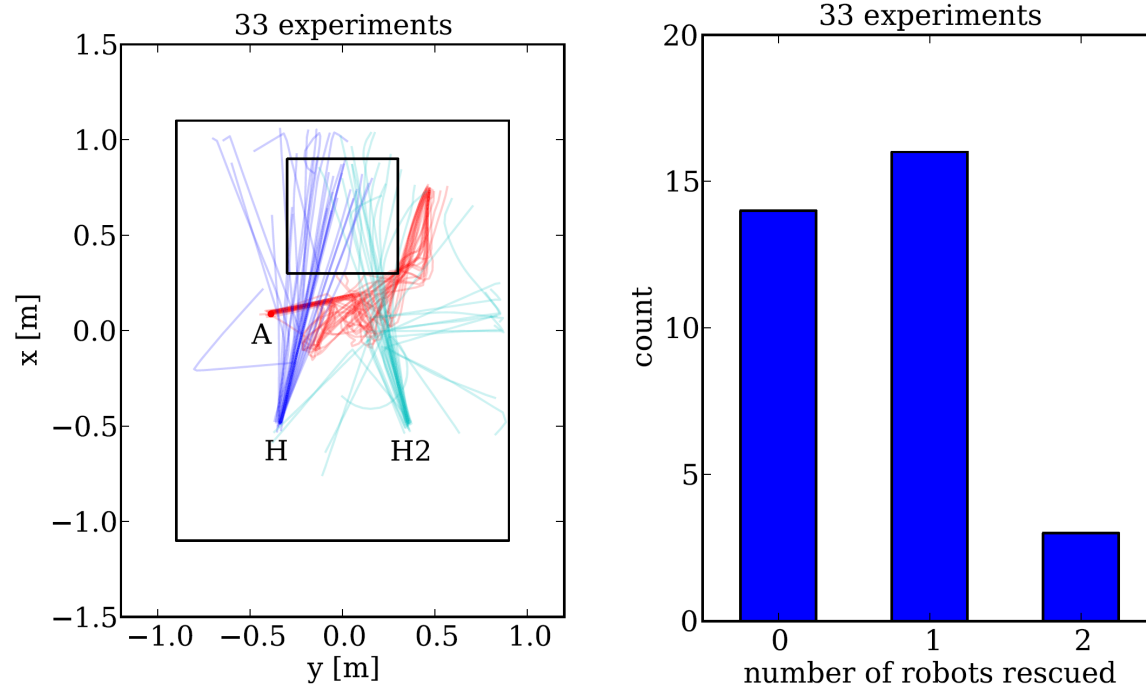 33 experiments
1.5
1.0
0.5
0.0
−0.5
−1.0
−1.5
x [m]
A
H
H2
−1.0 −0.5 0.0 0.5 1.0
y [m]
33 experiments
20
15
10
5
0
count
0 1 2
number of robots rescued